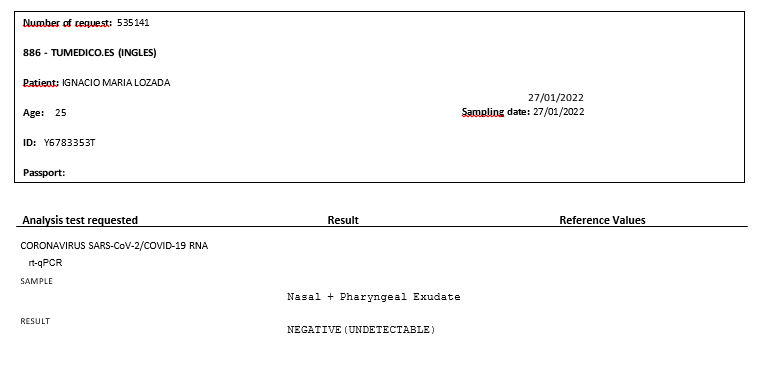 Number of request: 535141
886 - TUMEDICO.ES (INGLES)
Patient: IGNACIO MARIA LOZADA
27/01/2022
Age: 25
Sampling date: 27/01/2022
ID: Y6783353T
Passport:
Analysis test requested Result Reference Values
CORONAVIRUS SARS-CoV-2/COVID-19 RNA
rt-qPCR
SAMPLE
Nasal + Pharyngeal Exudate
RESULT
NEGATIVE(UNDETECTABLE)